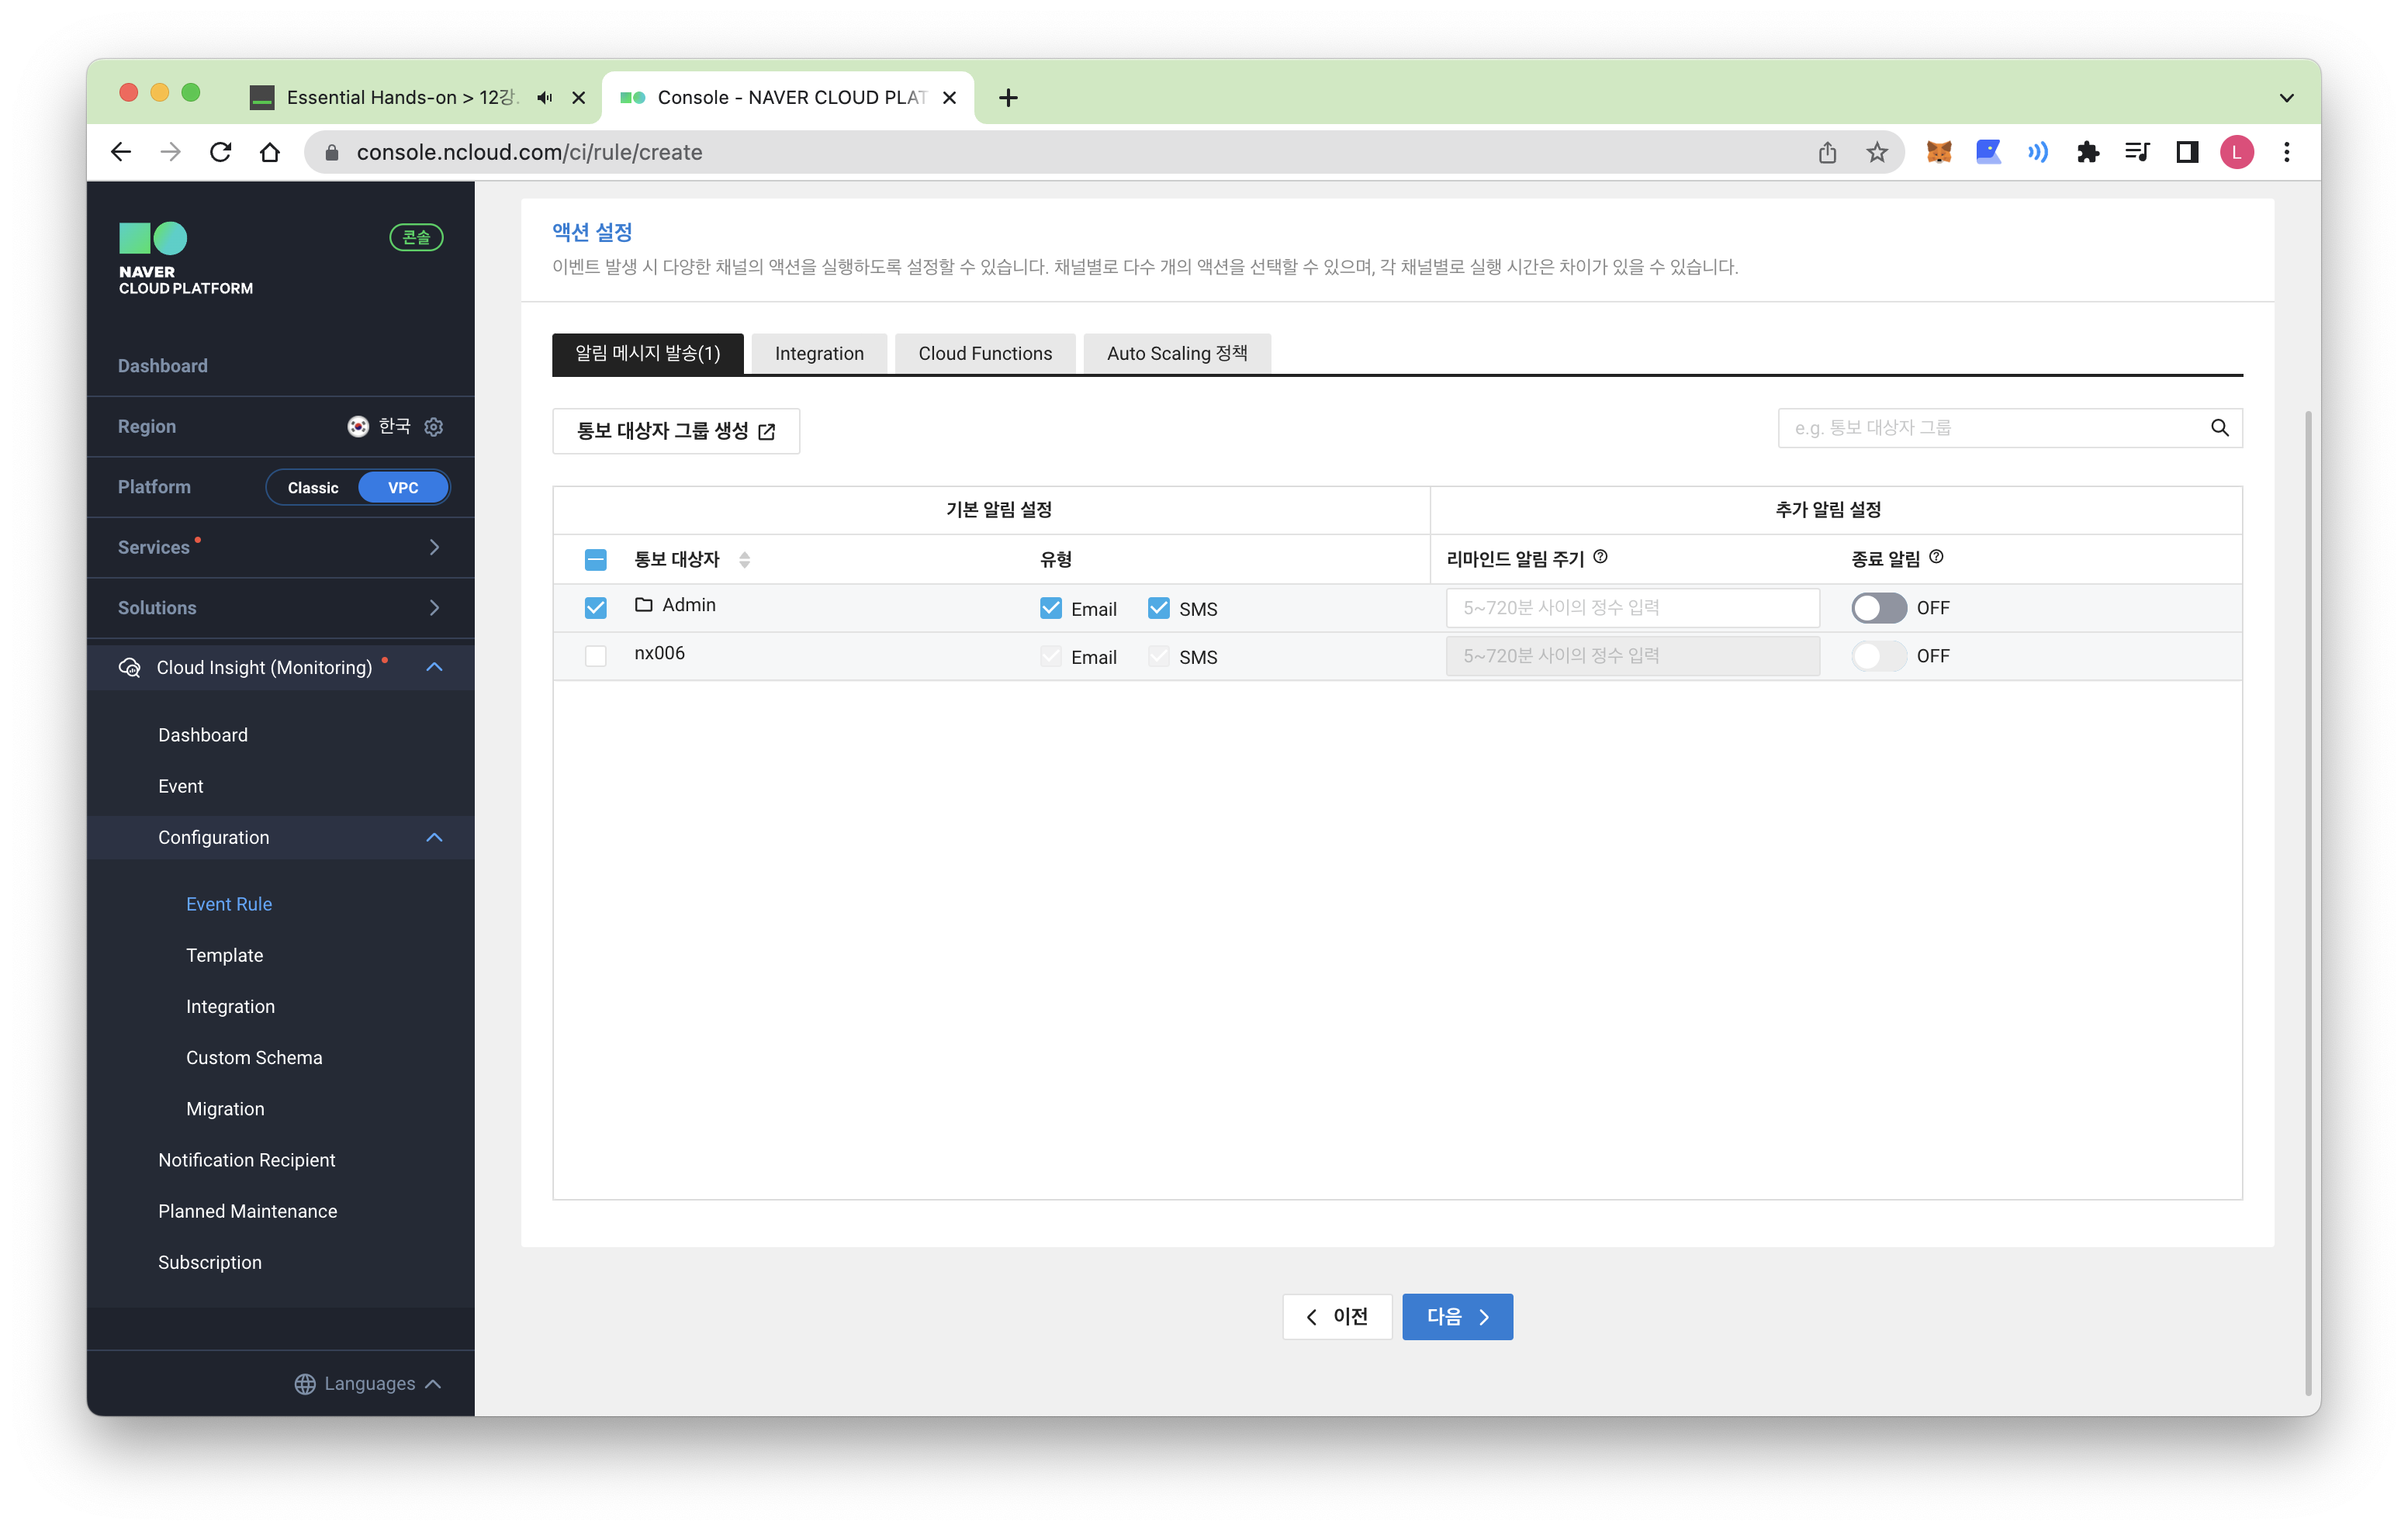 Essential Hands-on > 12강.
Console - NAVER CLOUD PLAT
console.ncloud.com/ci/rule/create
L
NAVER
CLOUD PLATFORM
콘솔
Dashboard
Region
한국
Platform
Classic
VPC
Services
Solutions
Cloud Insight (Monitoring)
Dashboard
Event
Configuration
Event Rule
Template
Integration
Custom Schema
Migration
Notification Recipient
Planned Maintenance
Subscription
Languages
액션 설정
이벤트 발생 시 다양한 채널의 액션을 실행하도록 설정할 수 있습니다. 채널별로 다수 개의 액션을 선택할 수 있으며, 각 채널별로 실행 시간은 차이가 있을 수 있습니다.
알림 메시지 발송(1)
Integration
Cloud Functions
Auto Scaling 정책
통보 대상자 그룹 생성
e.g. 통보 대상자 그룹
기본 알림 설정
추가 알림 설정
통보 대상자
유형
리마인드 알림 주기
종료 알림
Admin
Email
SMS
5~720분 사이의 정수 입력
OFF
nx006
Email
SMS
5~720분 사이의 정수 입력
OFF
이전
다음